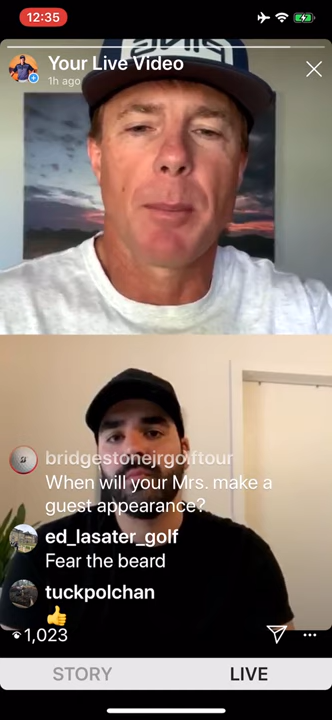 12:35
PING
Your Live Video
1h ago
bridgestonejrgolftour
When will your Mrs. make a
guest appearance?
ed_lasater_golf
Fear the beard
tuckpolchan
👍
1,023
STORY
LIVE